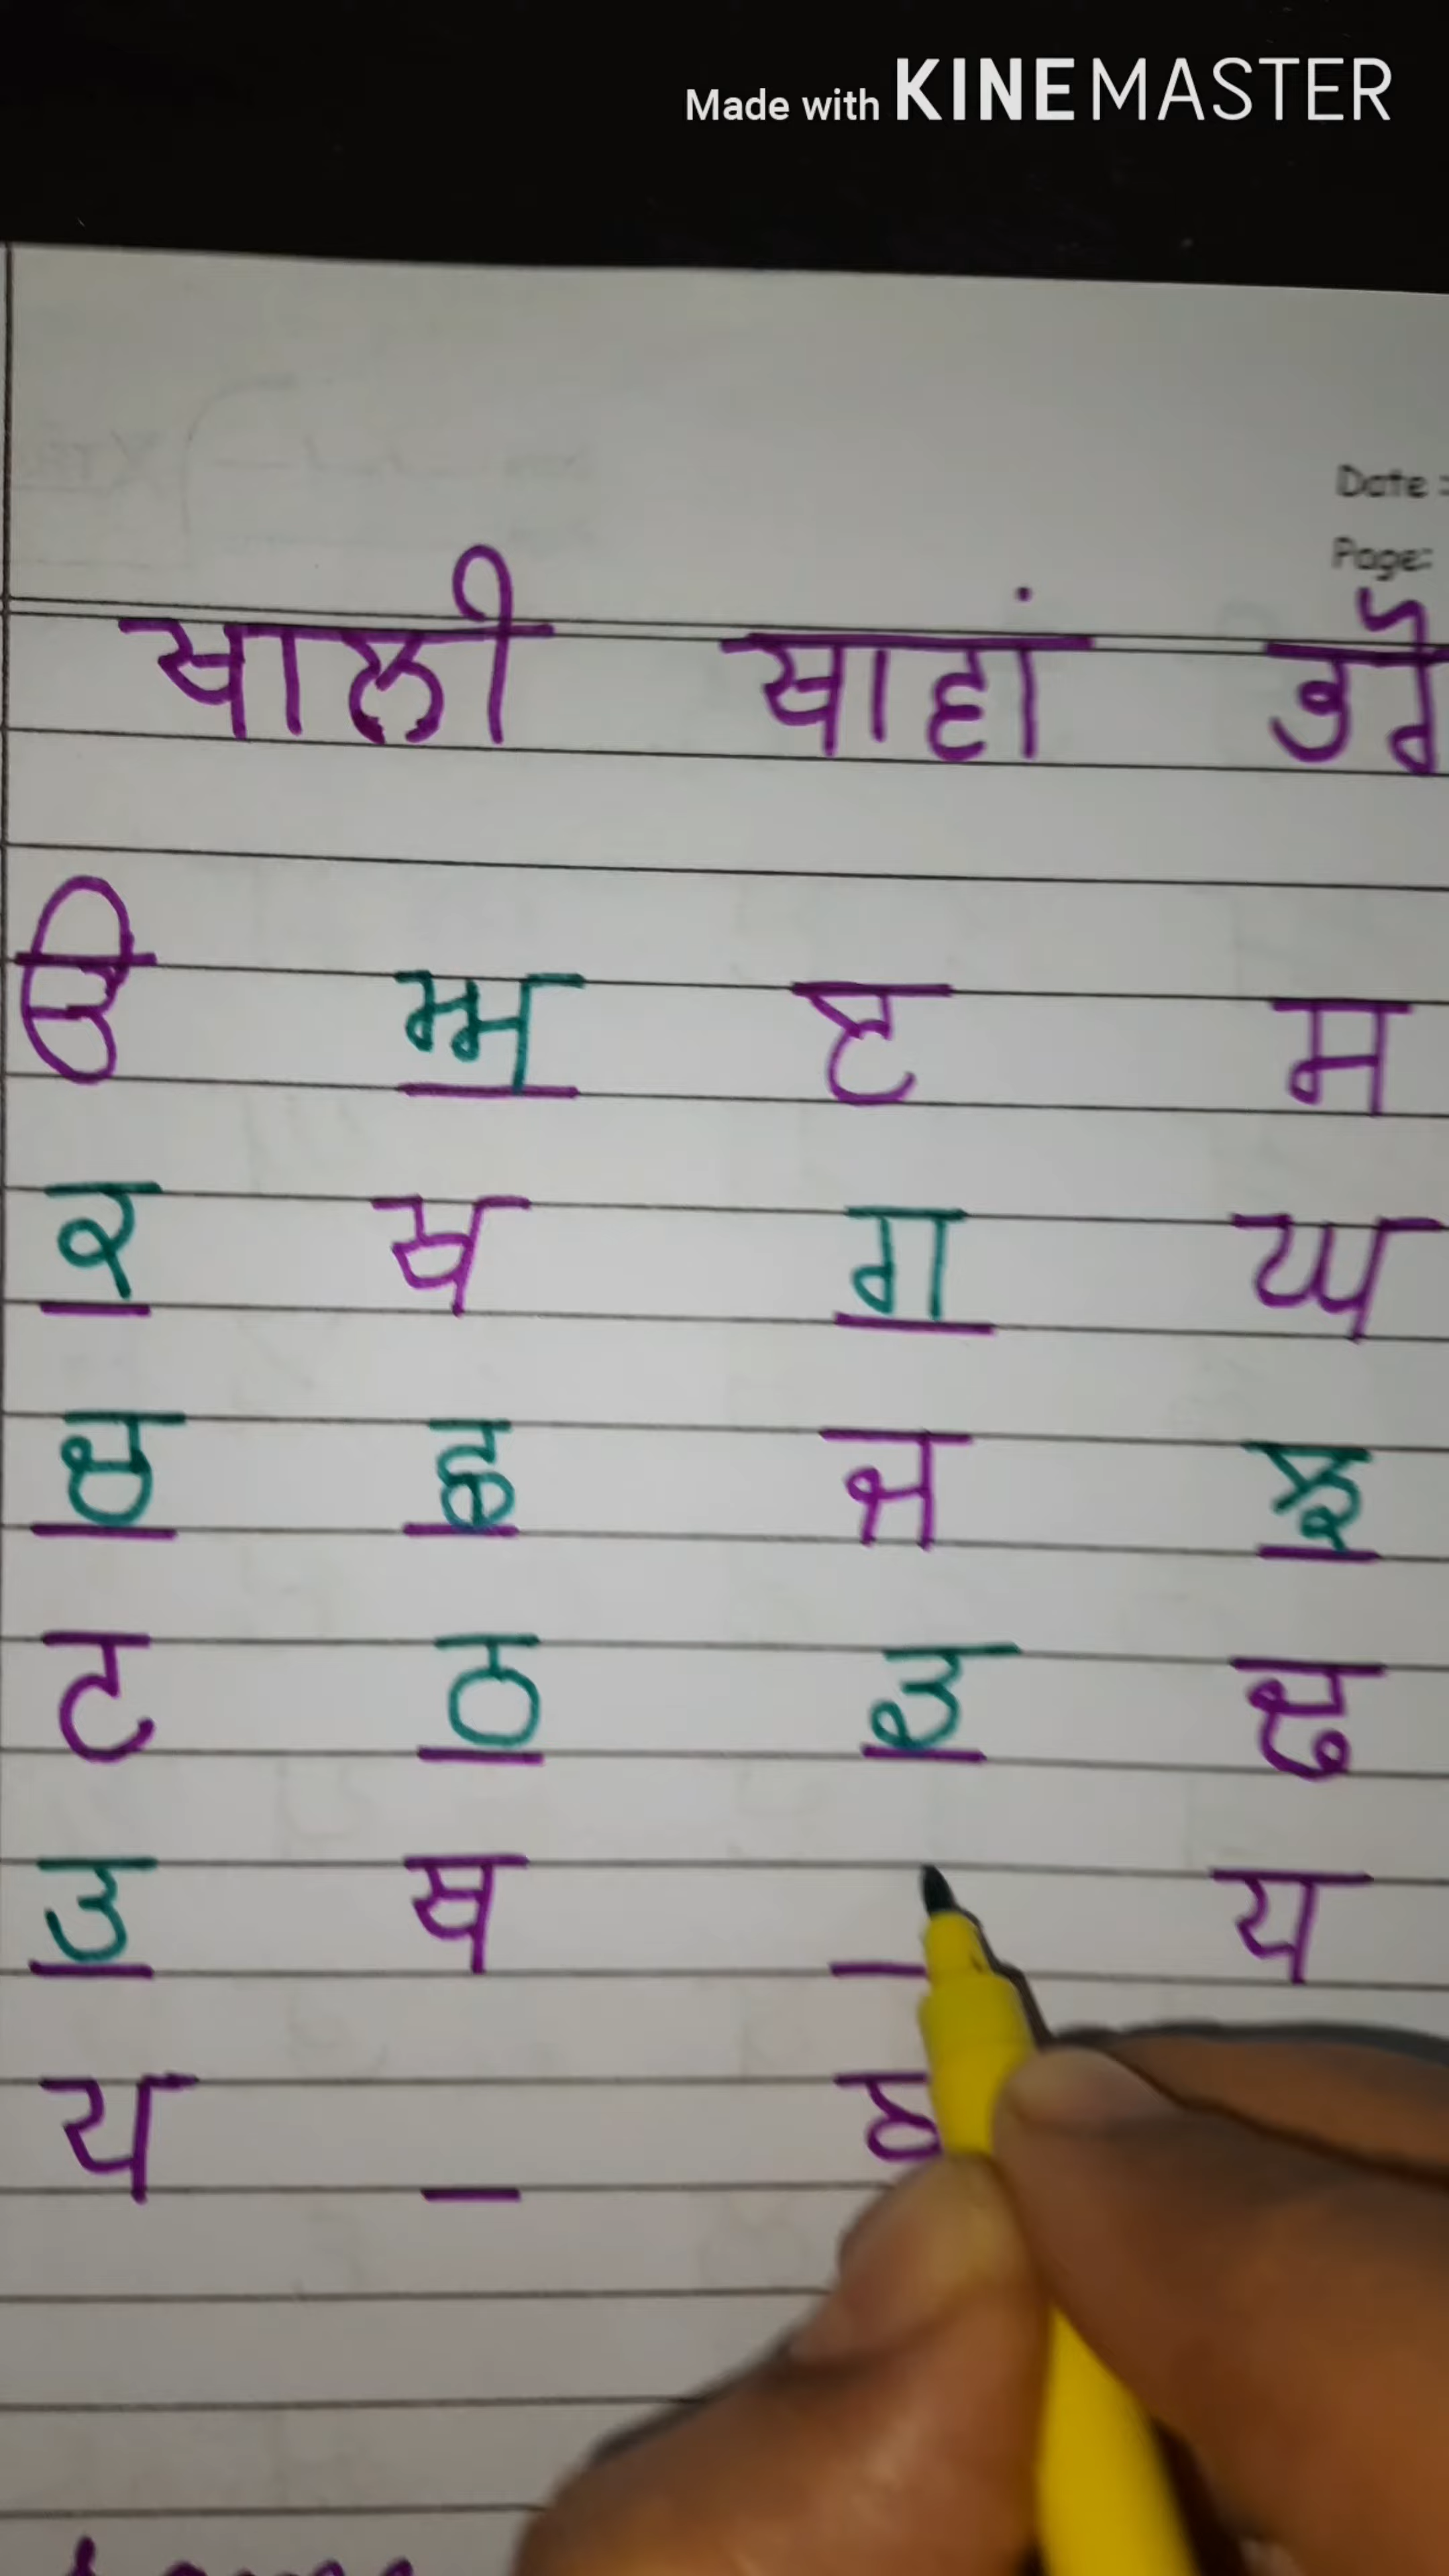 Made with KINEMASTER
Date :
Page:
ਖਾਲੀ ਥਾਹਾਂ ਭਰੋ
ੳ ਅ ੲ ਸ
ਕ ਖ ਗ ਘ
ਚ ਛ ਜ ਝ
ਟ ਠ ਡ ਢ
ਤ ਥ _ ਧ
ਪ _ ਬ